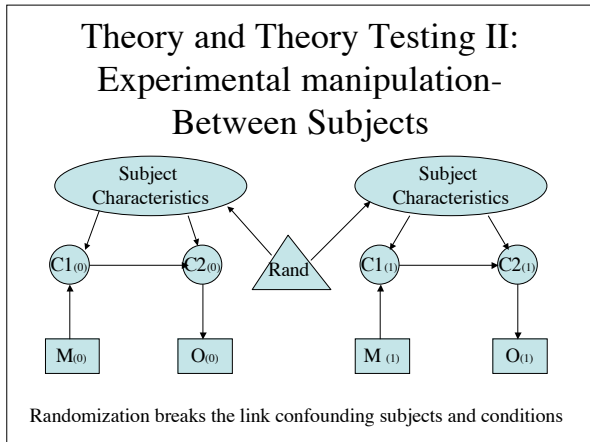 Theory and Theory Testing II:
Experimental manipulation-
Between Subjects
Subject
Characteristics
Subject
Characteristics
C1(0)
C2(0)
Rand
C1(1)
C2(1)
M(0)
O(0)
M (1)
O(1)
Randomization breaks the link confounding subjects and conditions